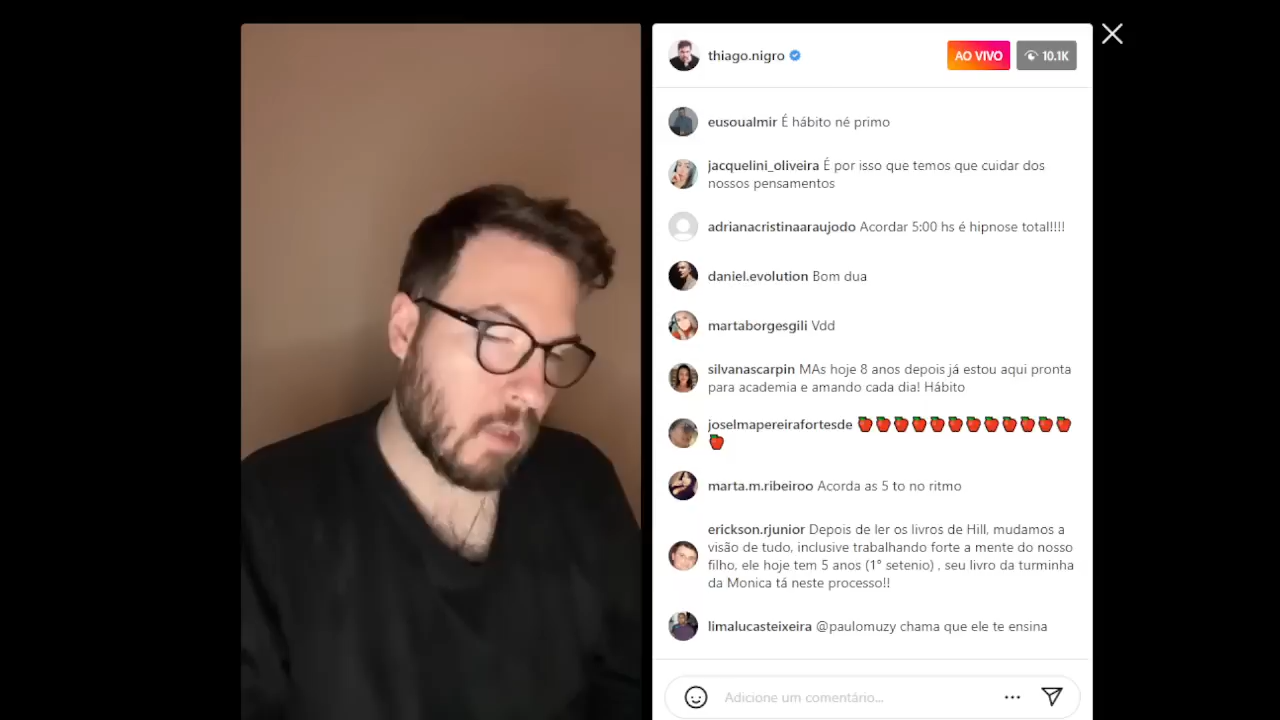 thiago.nigro
AO VIVO
10.1K
eusoualmir É hábito né primo
jacquelini_oliveira É por isso que temos que cuidar dos
nossos pensamentos
adrianacristinaaraujodo Acordar 5:00 hs é hipnose total!!!!
daniel.evolution Bom dua
martaborgesgili Vdd
silvanascarpin MAs hoje 8 anos depois já estou aqui pronta
para academia e amando cada dia! Hábito
joselmapereirafortesde 🍎🍎🍎🍎🍎🍎🍎🍎🍎🍎🍎🍎
🍎
marta.m.ribeiroo Acorda as 5 to no ritmo
erickson.rjunior Depois de ler os livros de Hill, mudamos a
visão de tudo, inclusive trabalhando forte a mente do nosso
filho, ele hoje tem 5 anos (1° setenio) , seu livro da turminha
da Monica tá neste processo!!
limalucasteixeira @paulomuzy chama que ele te ensina
Adicione um comentário...